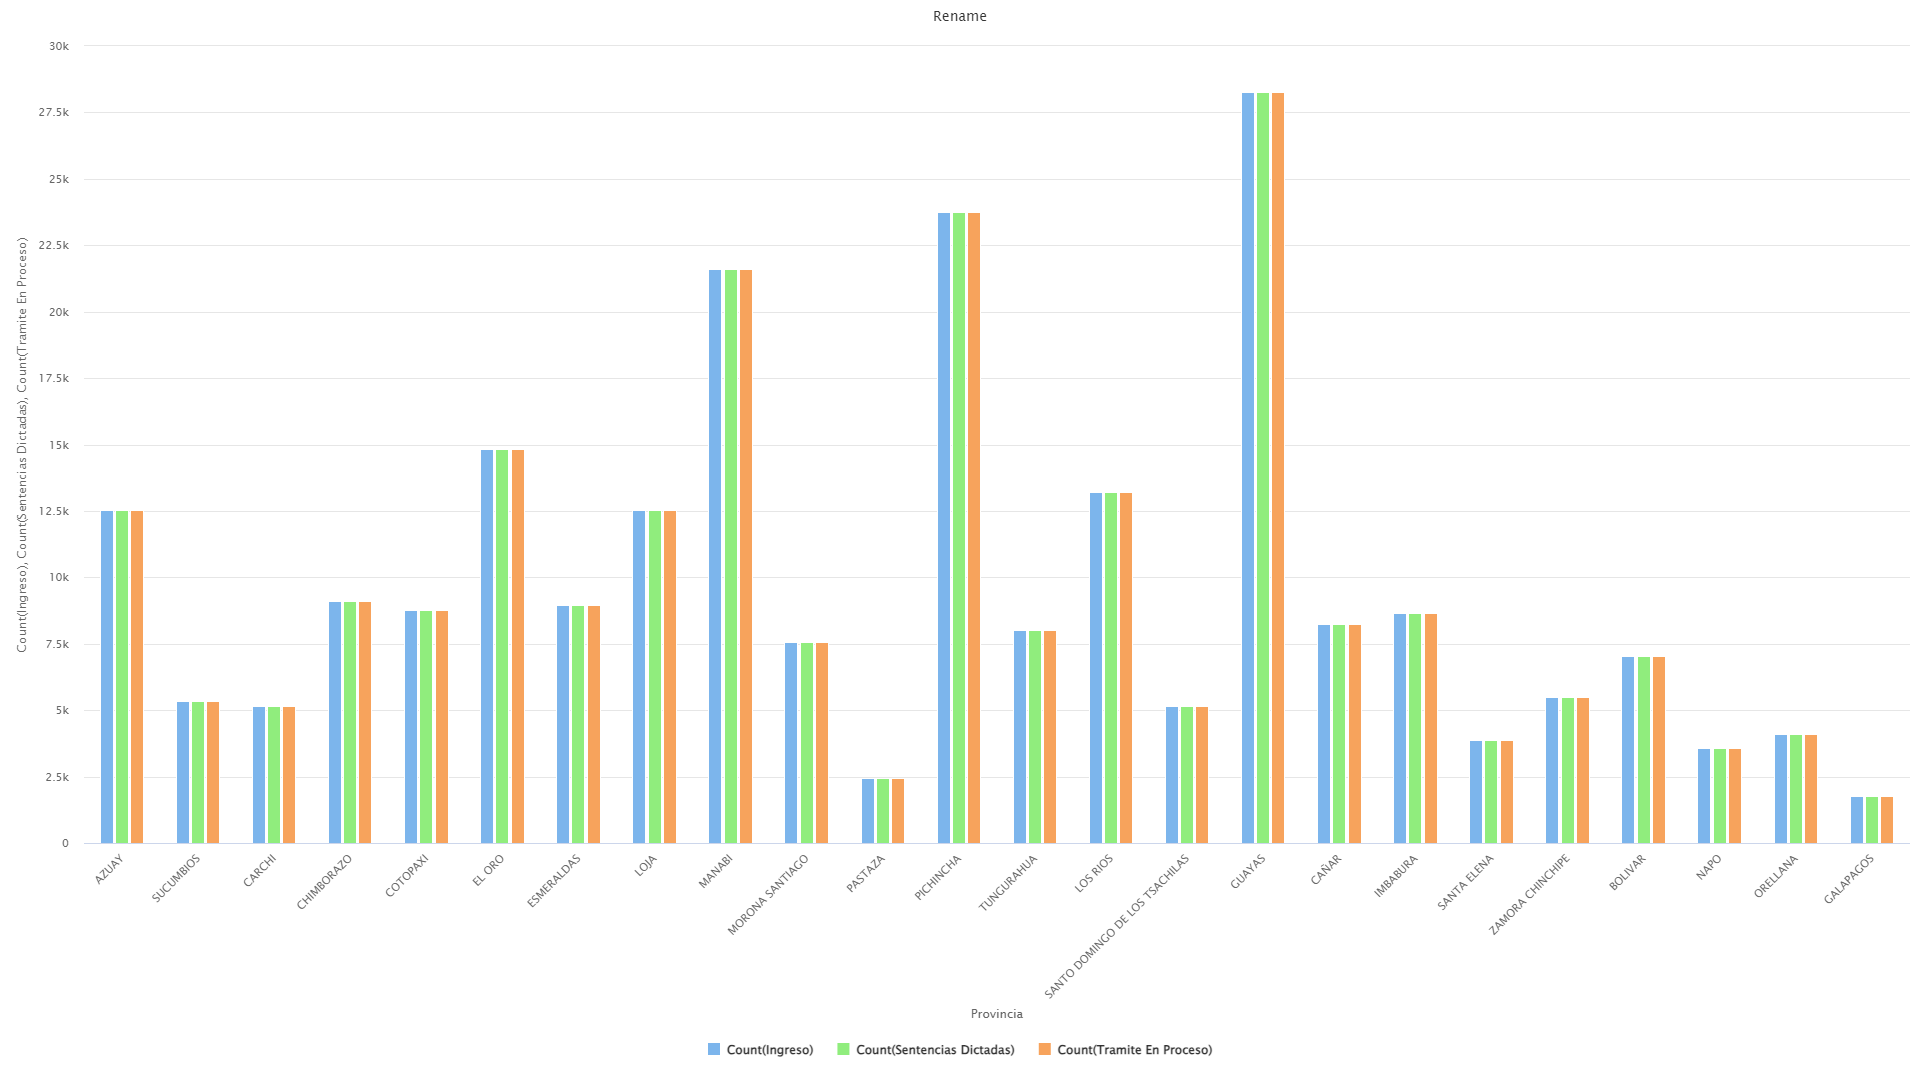 Rename
30k
27.5k
25k
22.5k
20k
17.5k
15k
12.5k
10k
7.5k
5k
2.5k
0
Count(Ingreso), Count(Sentencias Dictadas), Count(Tramite En Proceso)
AZUAY
SUCUMBIOS
CARCHI
CHIMBORAZO
COTOPAXI
EL ORO
ESMERALDAS
LOJA
MANABI
MORONA SANTIAGO
PASTAZA
PICHINCHA
TUNGURAHUA
LOS RIOS
SANTO DOMINGO DE LOS TSACHILAS
GUAYAS
CAÑAR
IMBABURA
SANTA ELENA
ZAMORA CHINCHIPE
BOLIVAR
NAPO
ORELLANA
GALAPAGOS
Provincia
Count(Ingreso) Count(Sentencias Dictadas) Count(Tramite En Proceso)